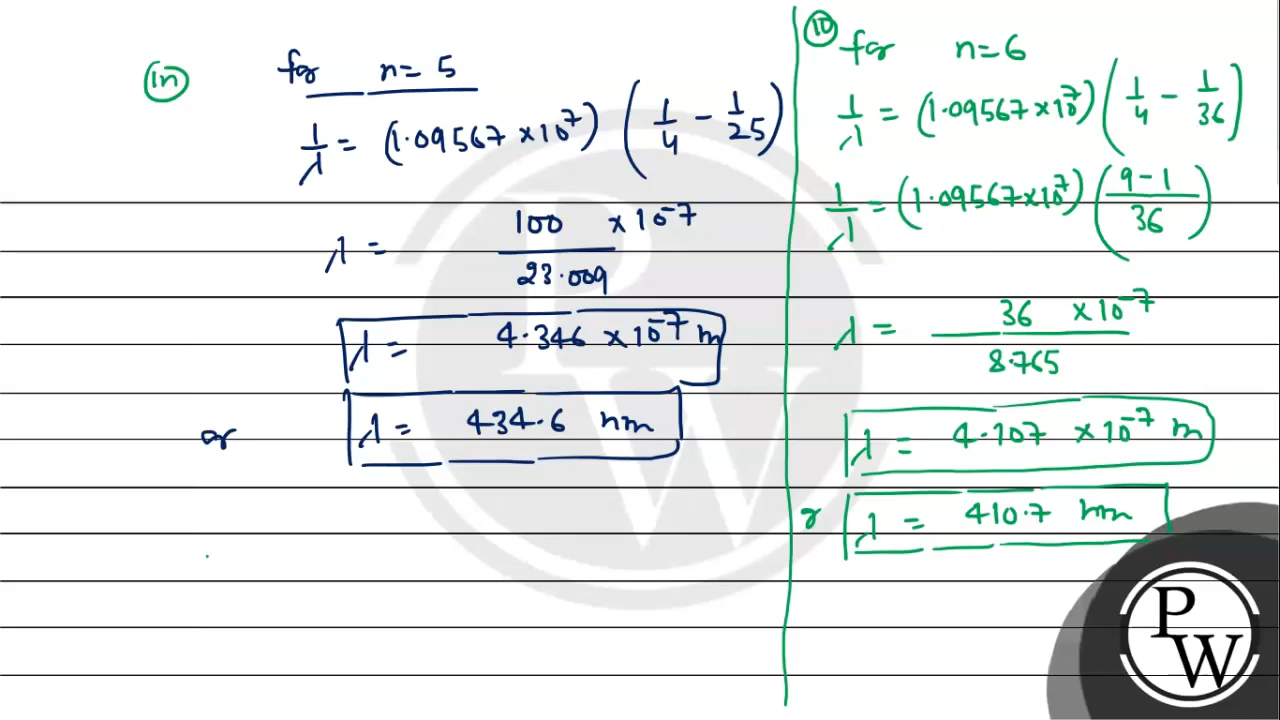 (iii) for n = 5
1/λ = (1.09567 × 10⁷) (1/4 − 1/25)
λ = 100/23.009 × 10⁻⁷
λ = 4.346 × 10⁻⁷ m
or λ = 434.6 nm
for n = 6
1/λ = (1.09567 × 10⁷) (1/4 − 1/36)
1/λ = (1.09567 × 10⁷) ((9 − 1)/36)
λ = 36 × 10⁻⁷/8.765
λ = 4.107 × 10⁻⁷ m
λ = 410.7 nm
PW
PW